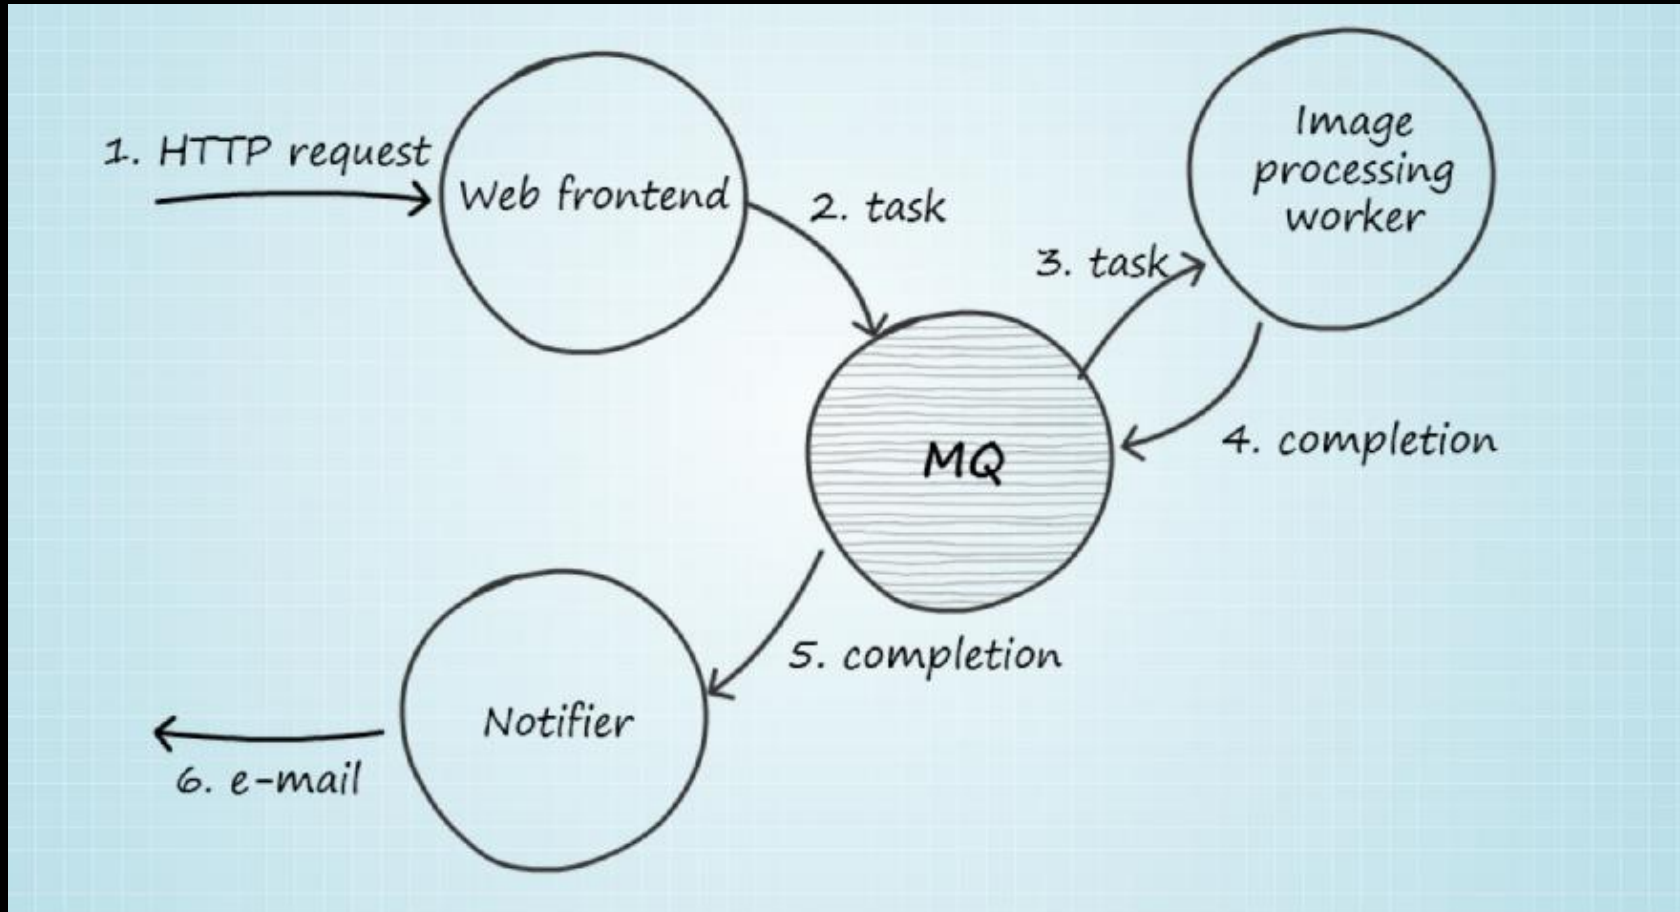 1. HTTP request
Web frontend
2. task
Image
processing
worker
3. task
4. completion
MQ
5. completion
Notifier
6. e-mail